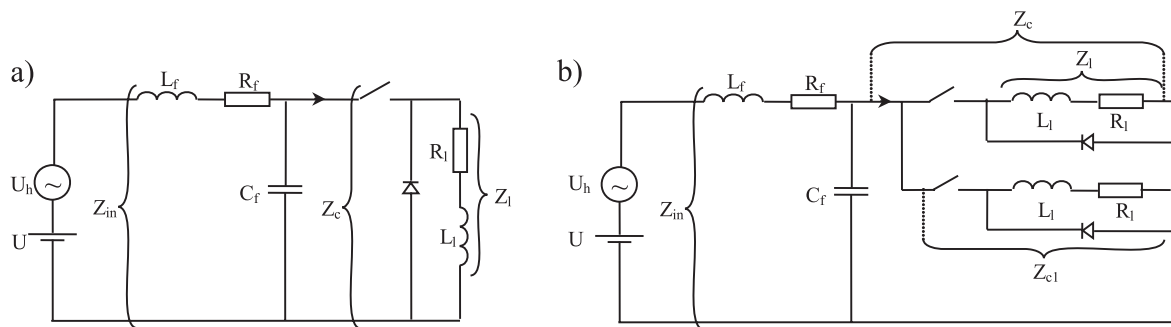 a)
L_f
R_f
U_h
~
U
Z_in
C_f
Z_c
R_l
L_l
Z_l
b)
L_f
R_f
U_h
~
U
Z_in
C_f
Z_c
Z_l
L_l
R_l
L_l
R_l
Z_c1